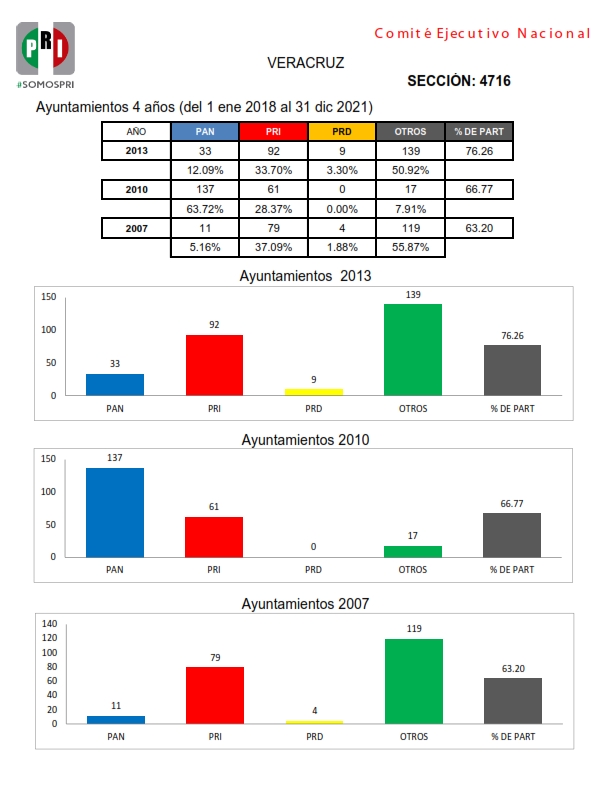 Comité Ejecutivo Nacional
PRI
#SOMOSPRI
VERACRUZ
SECCIÓN: 4716
Ayuntamientos 4 años (del 1 ene 2018 al 31 dic 2021)
AÑO PAN PRI PRD OTROS % DE PART
2013 33 92 9 139 76.26
12.09% 33.70% 3.30% 50.92%
2010 137 61 0 17 66.77
63.72% 28.37% 0.00% 7.91%
2007 11 79 4 119 63.20
5.16% 37.09% 1.88% 55.87%
Ayuntamientos 2013
150
100
50
0
33 92 9 139 76.26
PAN PRI PRD OTROS % DE PART
Ayuntamientos 2010
150
100
50
0
137 61 0 17 66.77
PAN PRI PRD OTROS % DE PART
Ayuntamientos 2007
140
120
100
80
60
40
20
0
11 79 4 119 63.20
PAN PRI PRD OTROS % DE PART